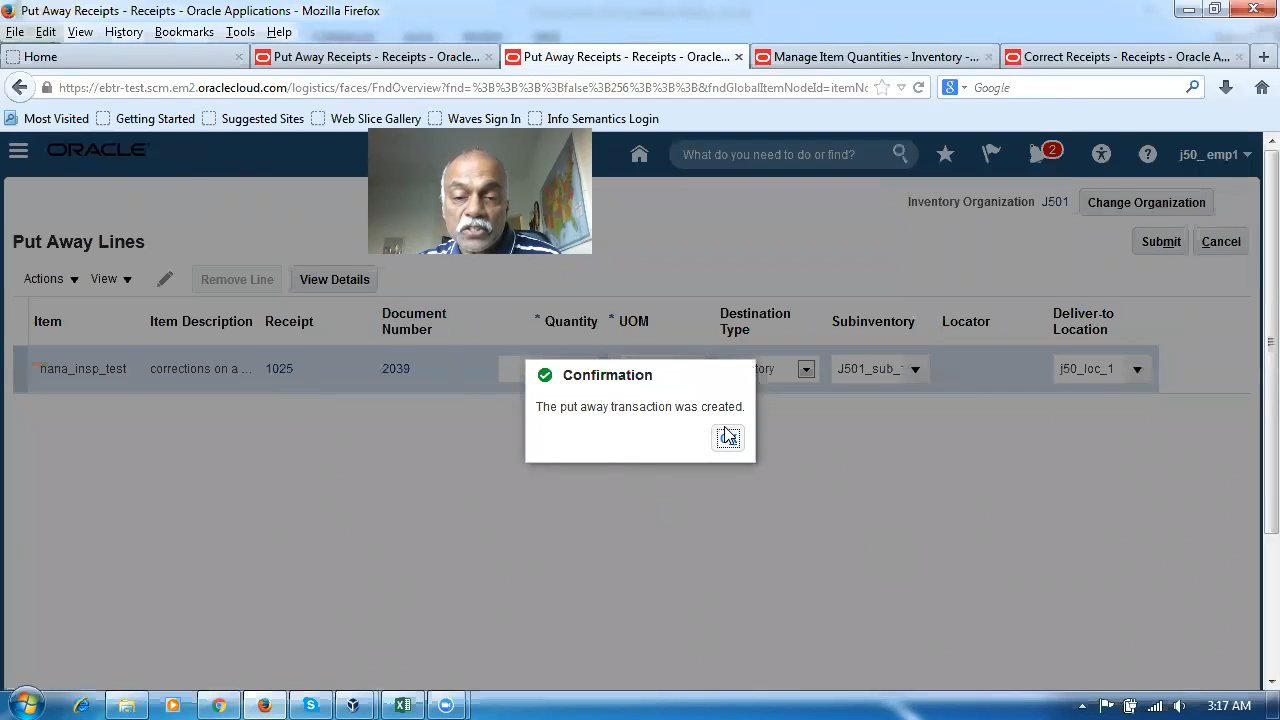 Put Away Receipts - Receipts - Oracle Applications - Mozilla Firefox
File Edit View History Bookmarks Tools Help
Home
Put Away Receipts - Receipts - Oracle...
Put Away Receipts - Receipts - Oracle...
Manage Item Quantities - Inventory -...
Correct Receipts - Receipts - Oracle A...
https://ebtr-test.scm.em2.oraclecloud.com/logistics/faces/FndOverview?fnd=%3B%3B%3B%3Bfalse%3B256%3B%3B%3B&fndGlobalItemNodeId=itemNo
Google
Most Visited Getting Started Suggested Sites Web Slice Gallery Waves Sign In Info Semantics Login
ORACLE
What do you need to do or find?
2
j50_emp1
Inventory Organization J501 Change Organization
Put Away Lines
Submit Cancel
Actions View Remove Line View Details
Item Item Description Receipt Document Number * Quantity * UOM Destination Type Subinventory Locator Deliver-to Location
nana_insp_test corrections on a ... 1025 2039 J501_sub_ j50_loc_1
Confirmation
The put away transaction was created.
3:17 AM